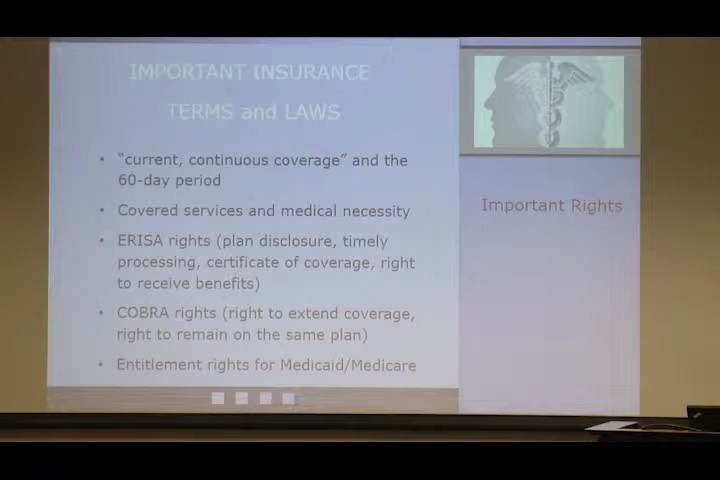 IMPORTANT INSURANCE
TERMS and LAWS
• "current, continuous coverage" and the
60-day period
• Covered services and medical necessity
• ERISA rights (plan disclosure, timely
processing, certificate of coverage, right
to receive benefits)
• COBRA rights (right to extend coverage,
right to remain on the same plan)
• Entitlement rights for Medicaid/Medicare
Important Rights